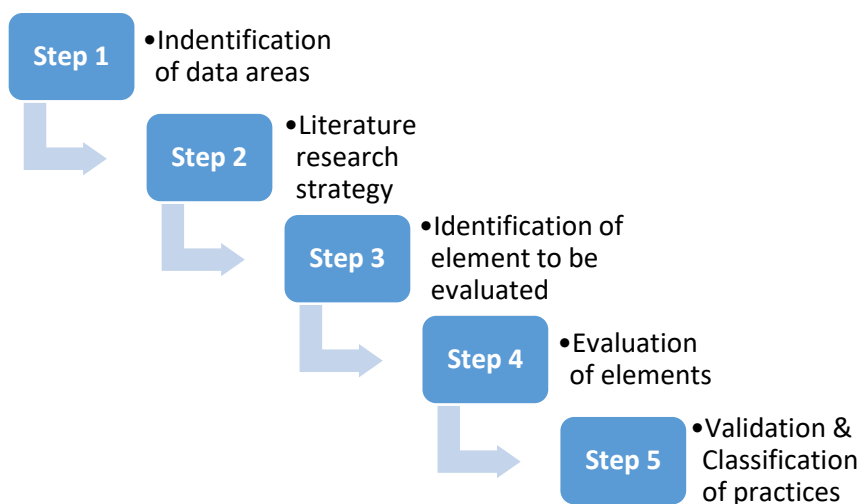 Step 1
•Indentification
of data areas
Step 2
•Literature
research
strategy
Step 3
•Identification of
element to be
evaluated
Step 4
•Evaluation
of elements
Step 5
•Validation &
Classification
of practices